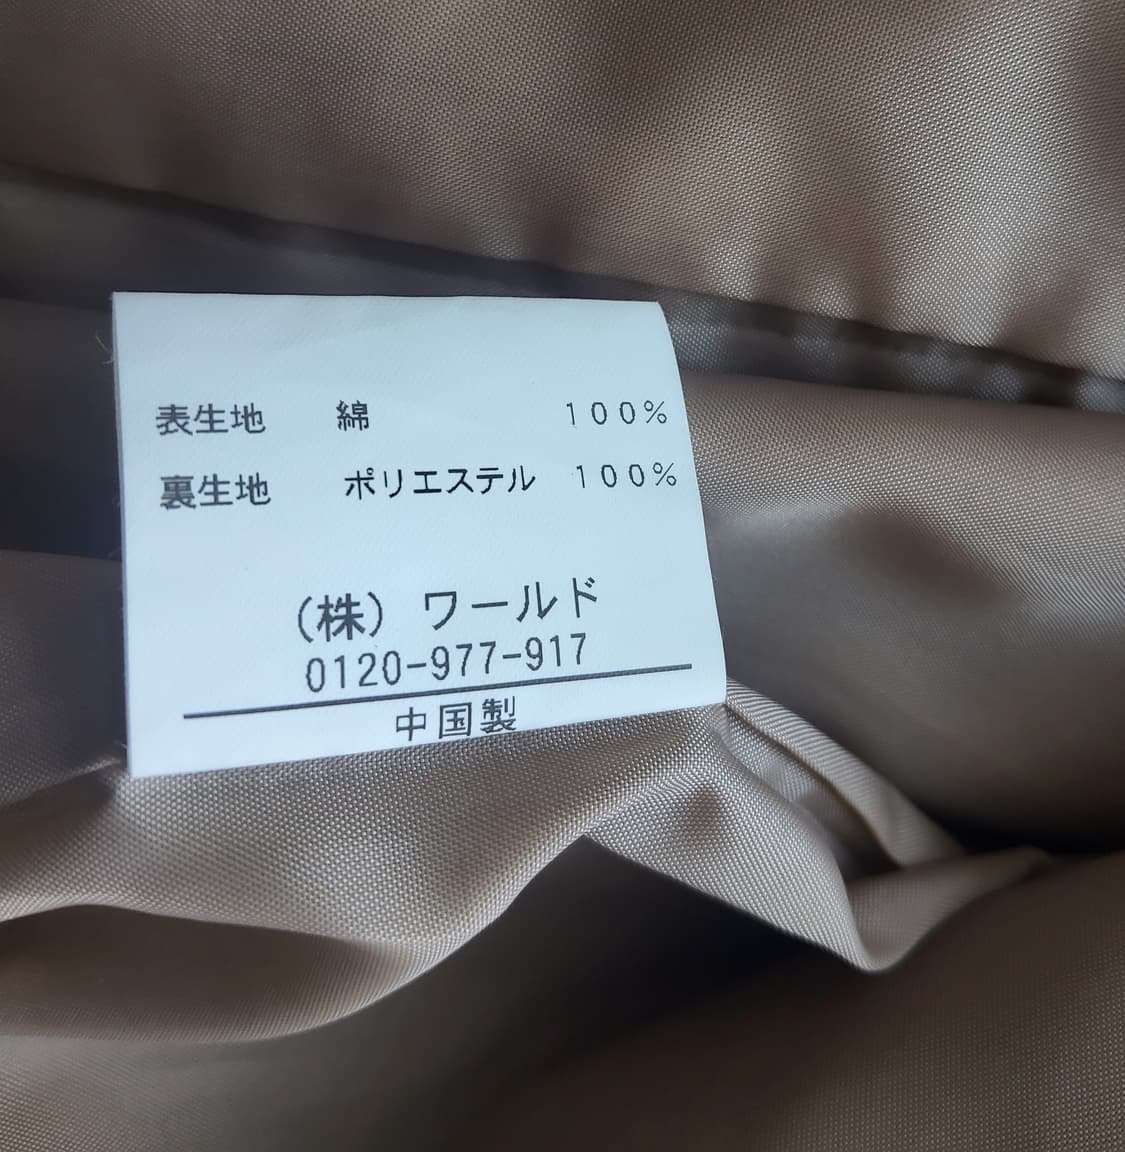 表生地 綿 100%
裏生地 ポリエステル 100%
(株) ワールド
0120-977-917
中国製